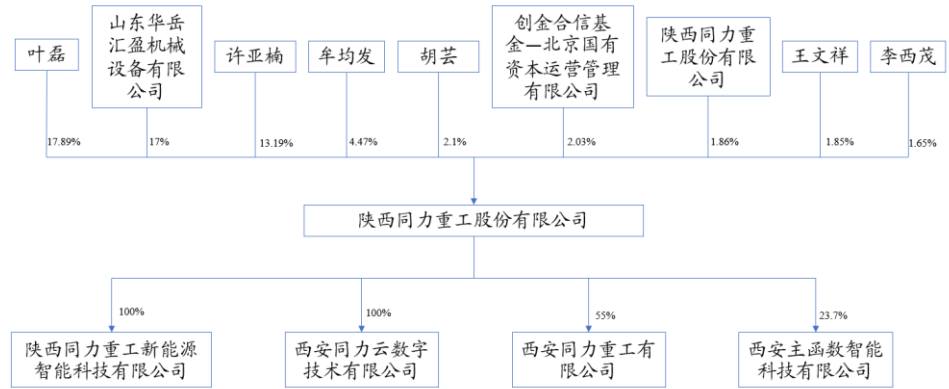 叶磊
山东华岳
汇盈机械
设备有限
公司
许亚楠
牟均发
胡芸
创金合信基
金—北京国有
资本运营管理
有限公司
陕西同力重
工股份有限
公司
王文祥
李西茂
17.89%
17%
13.19%
4.47%
2.1%
2.03%
1.86%
1.85%
1.65%
陕西同力重工股份有限公司
100%
100%
55%
23.7%
陕西同力重工新能源
智能科技有限公司
西安同力云数字
技术有限公司
西安同力重工有
限公司
西安主函数智能
科技有限公司